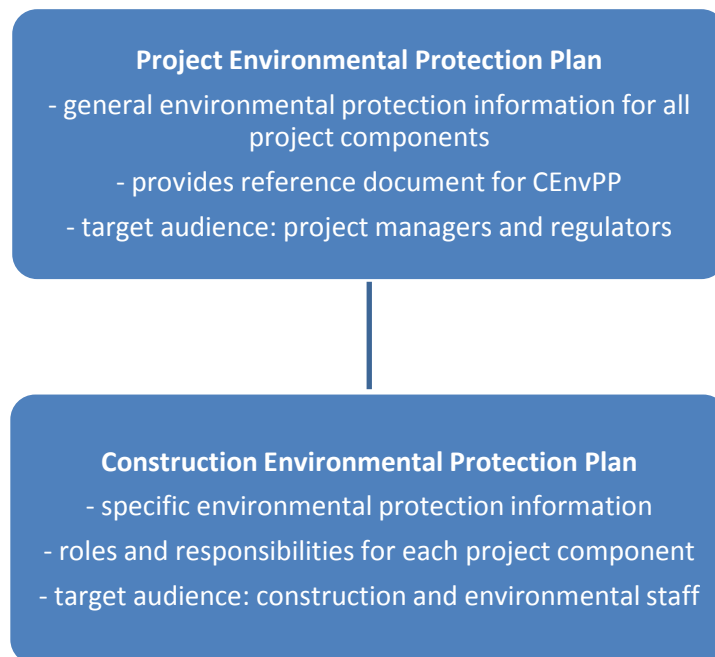 Project Environmental Protection Plan
- general environmental protection information for all
project components
- provides reference document for CEnvPP
- target audience: project managers and regulators
Construction Environmental Protection Plan
- specific environmental protection information
- roles and responsibilities for each project component
- target audience: construction and environmental staff